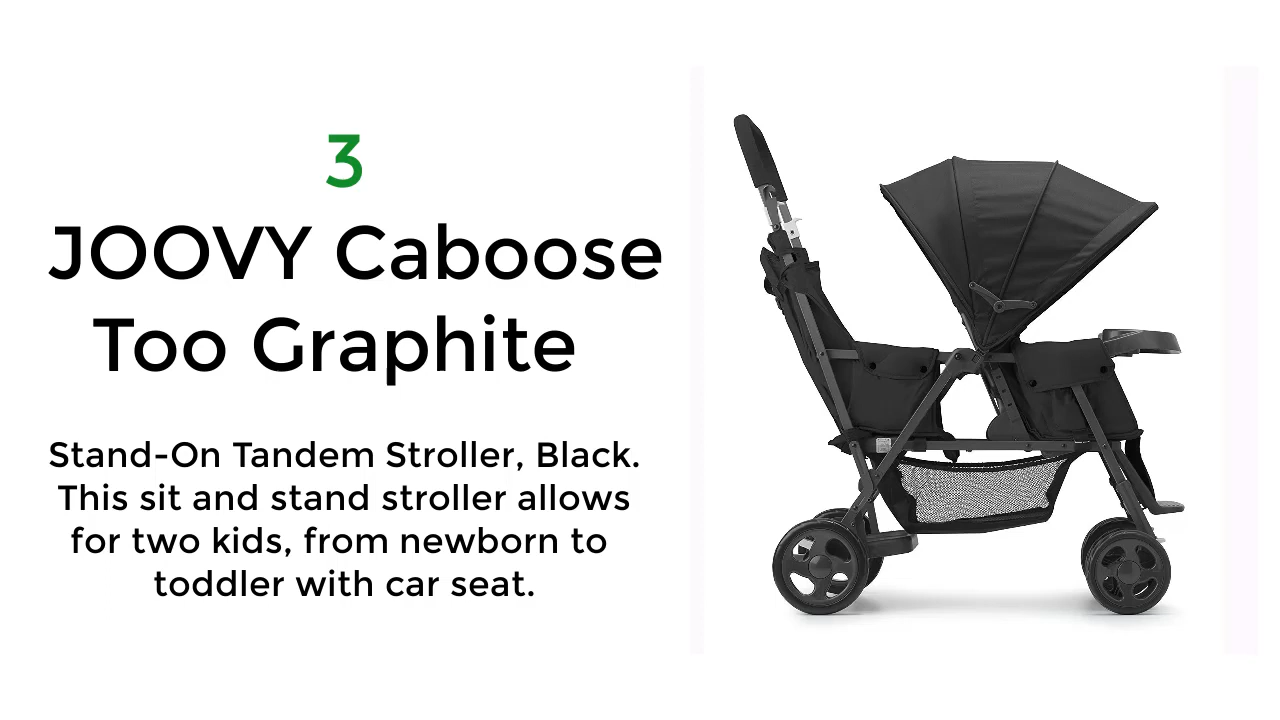 3
JOOVY Caboose
Too Graphite
Stand-On Tandem Stroller, Black.
This sit and stand stroller allows
for two kids, from newborn to
toddler with car seat.